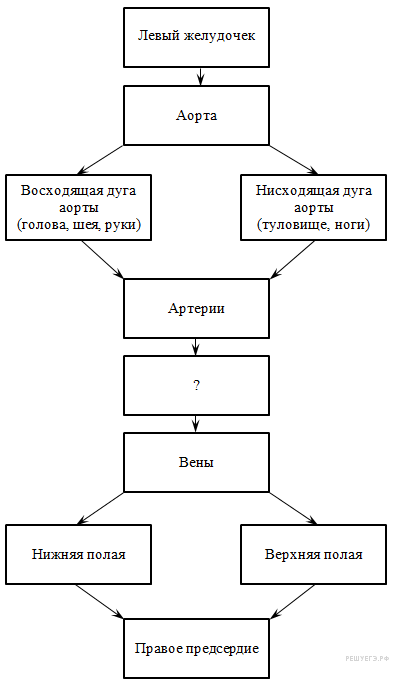 Левый желудочек
Аорта
Восходящая дуга
аорты
(голова, шея, руки)
Нисходящая дуга
аорты
(туловище, ноги)
Артерии
?
Вены
Нижняя полая
Верхняя полая
Правое предсердие
РЕШУЕГЭ.РФ